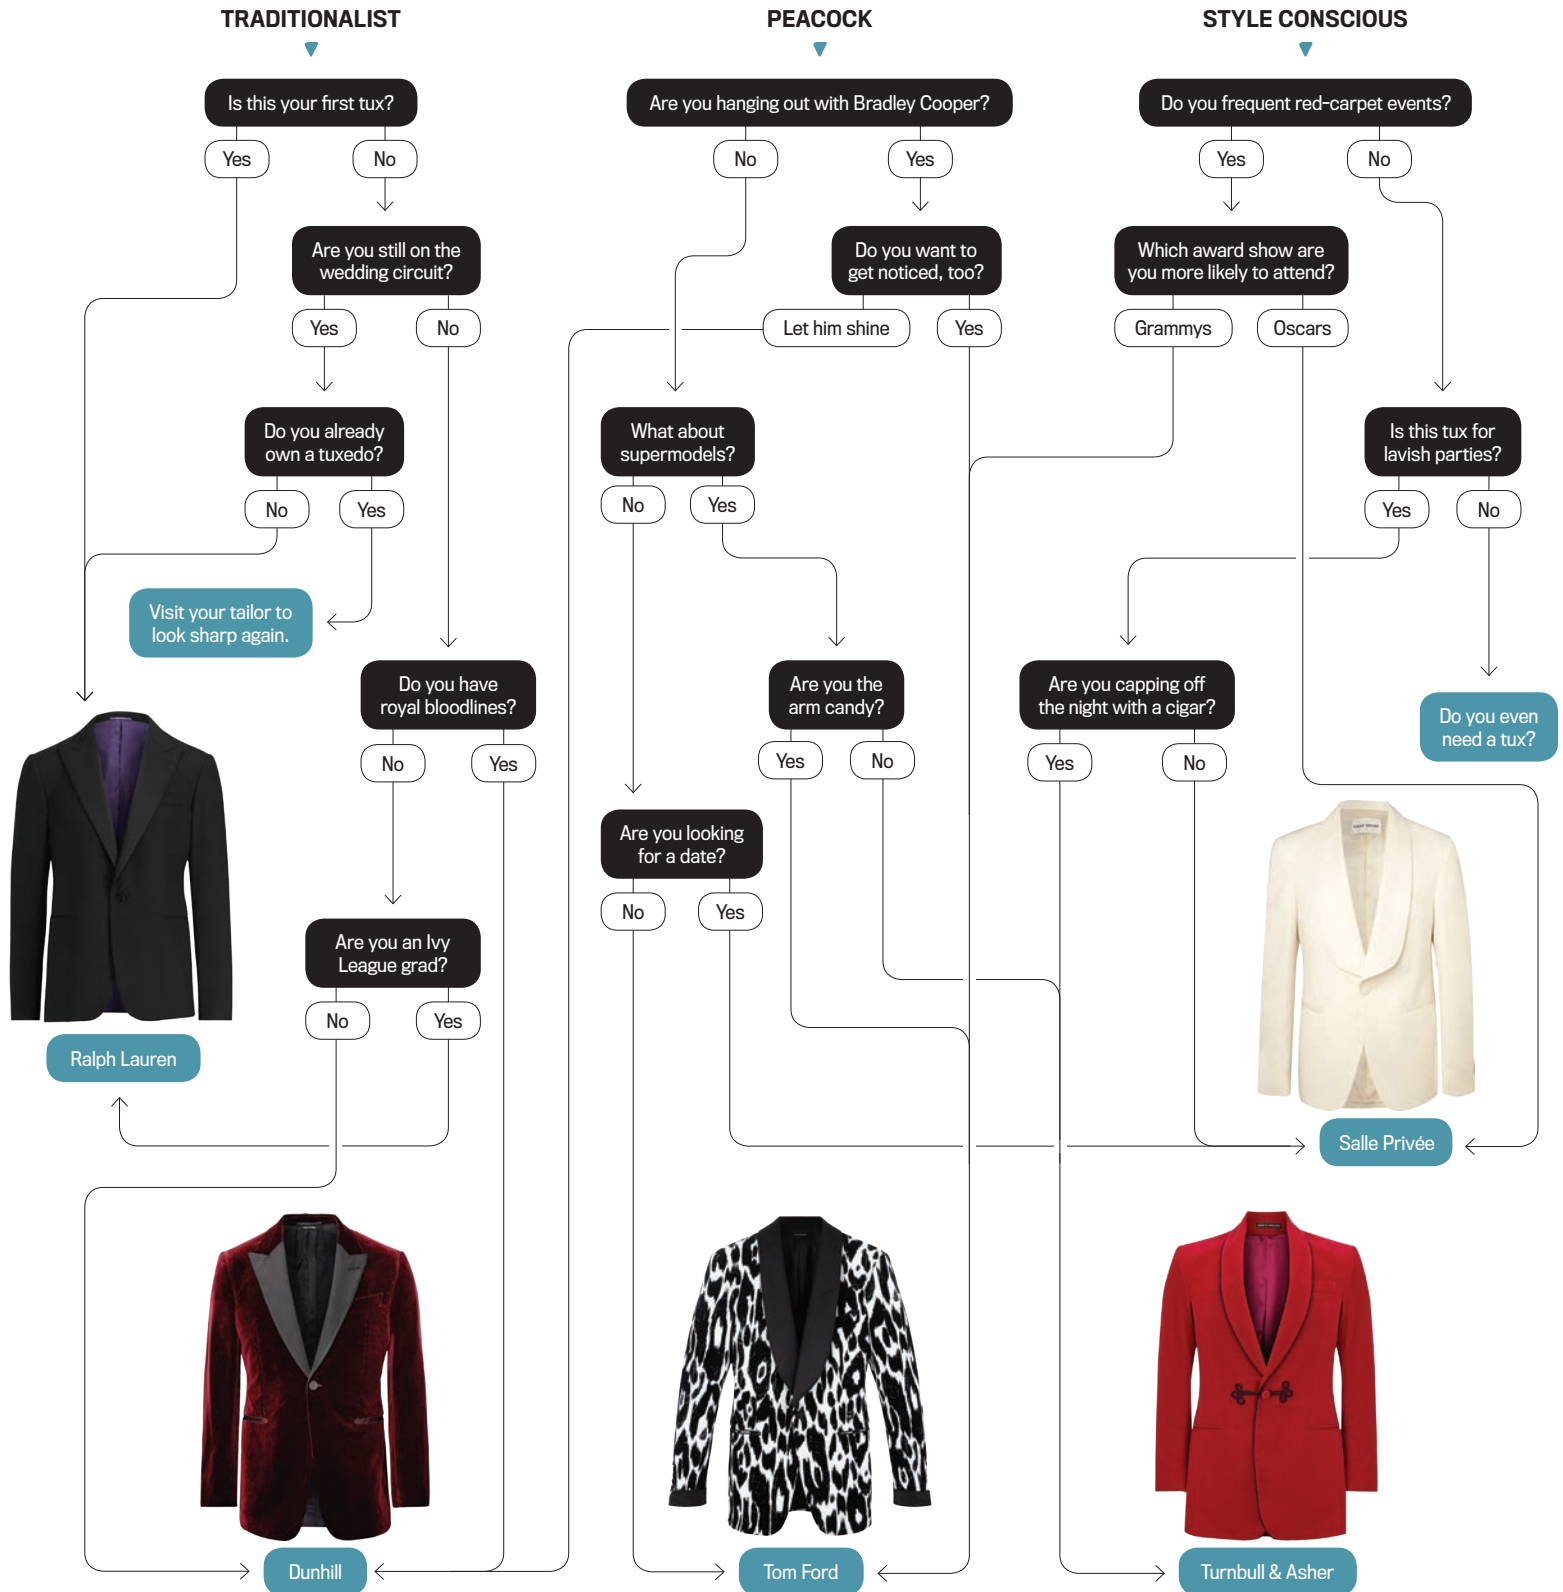 TRADITIONALIST
PEACOCK
STYLE CONSCIOUS
Is this your first tux?
Are you hanging out with Bradley Cooper?
Do you frequent red-carpet events?
Yes
No
No
Yes
Yes
No
Are you still on the
wedding circuit?
Do you want to
get noticed, too?
Which award show are
you more likely to attend?
Yes
No
Let him shine
Yes
Grammys
Oscars
Do you already
own a tuxedo?
What about
supermodels?
Is this tux for
lavish parties?
No
Yes
No
Yes
Yes
No
Visit your tailor to
look sharp again.
Do you have
royal bloodlines?
Are you the
arm candy?
Are you capping off
the night with a cigar?
Do you even
need a tux?
No
Yes
Yes
No
Yes
No
Are you looking
for a date?
No
Yes
Are you an Ivy
League grad?
No
Yes
Ralph Lauren
Salle Privée
Dunhill
Tom Ford
Turnbull & Asher